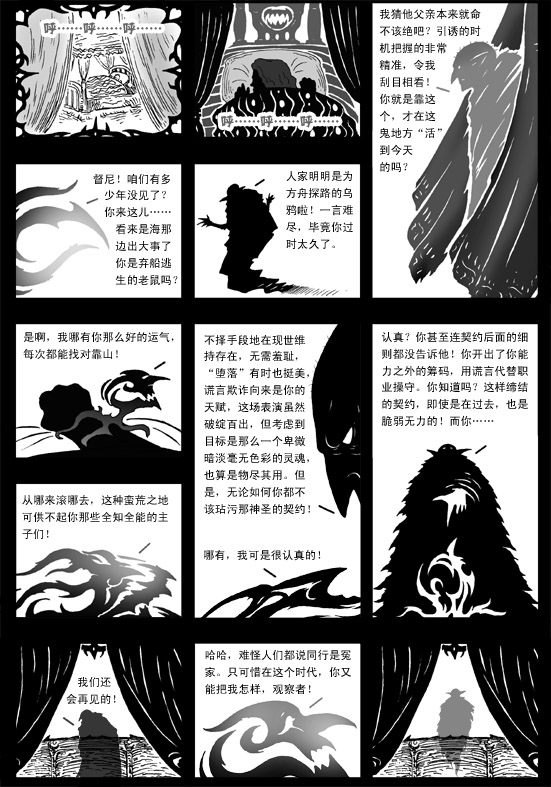 呼……呼……呼……
呼……呼……呼……
我猜他父亲本来就命
不该绝吧？引诱的时
机把握的非常
精准，令我
刮目相看！
你就是靠这
个，才在这
鬼地方“活”
到今天
的吗？
督尼！咱们有多
少年没见了？
你来这儿……
看来是海那
边出大事了
你是弃船逃
生的老鼠吗？
人家明明是为
方舟探路的乌
鸦啦！一言难
尽，毕竟你过
时太久了。
是啊，我哪有你那么好的运气，
每次都能找对靠山！
从哪来滚哪去，这种蛮荒之地
可供不起你那些全知全能的主
子们！
不择手段地在现世维
持存在，无需羞耻，
“堕落”有时也挺美，
谎言欺诈向来是你的
天赋，这场表演虽然
破绽百出，但考虑到
目标是那么一个卑微
暗淡毫无色彩的灵魂，
也算是物尽其用。但
是，无论如何你都不
该玷污那神圣的契约！
哪有，我可是很认真的！
认真？你甚至连契约后面的细
则都没告诉他！你开出了你能
力之外的筹码，用谎言代替职
业操守。你知道吗？这样缔结
的契约，即使是在过去，也是
脆弱无力的！而你……
我们还
会再见的！
哈哈，难怪人们都说同行是冤
家。只可惜在这个时代，你又
能把我怎样，观察者！